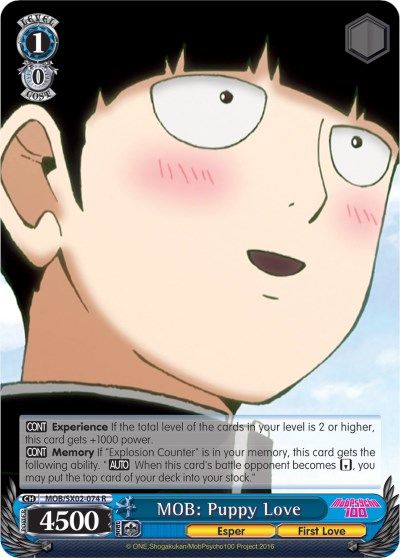 LEVEL
1
0
COST
CONT Experience If the total level of the cards in your level is 2 or higher,
this card gets +1000 power.
CONT Memory If "Explosion Counter" is in your memory, this card gets the
following ability. " AUTO When this card's battle opponent becomes , you
may put the top card of your deck into your stock."
CH MOB/SX02-074 R
4500
MOB: Puppy Love
MOBPSYCHO
100
Esper
First Love
© ONE,Shogakukan/MobPsycho100 Project 2016